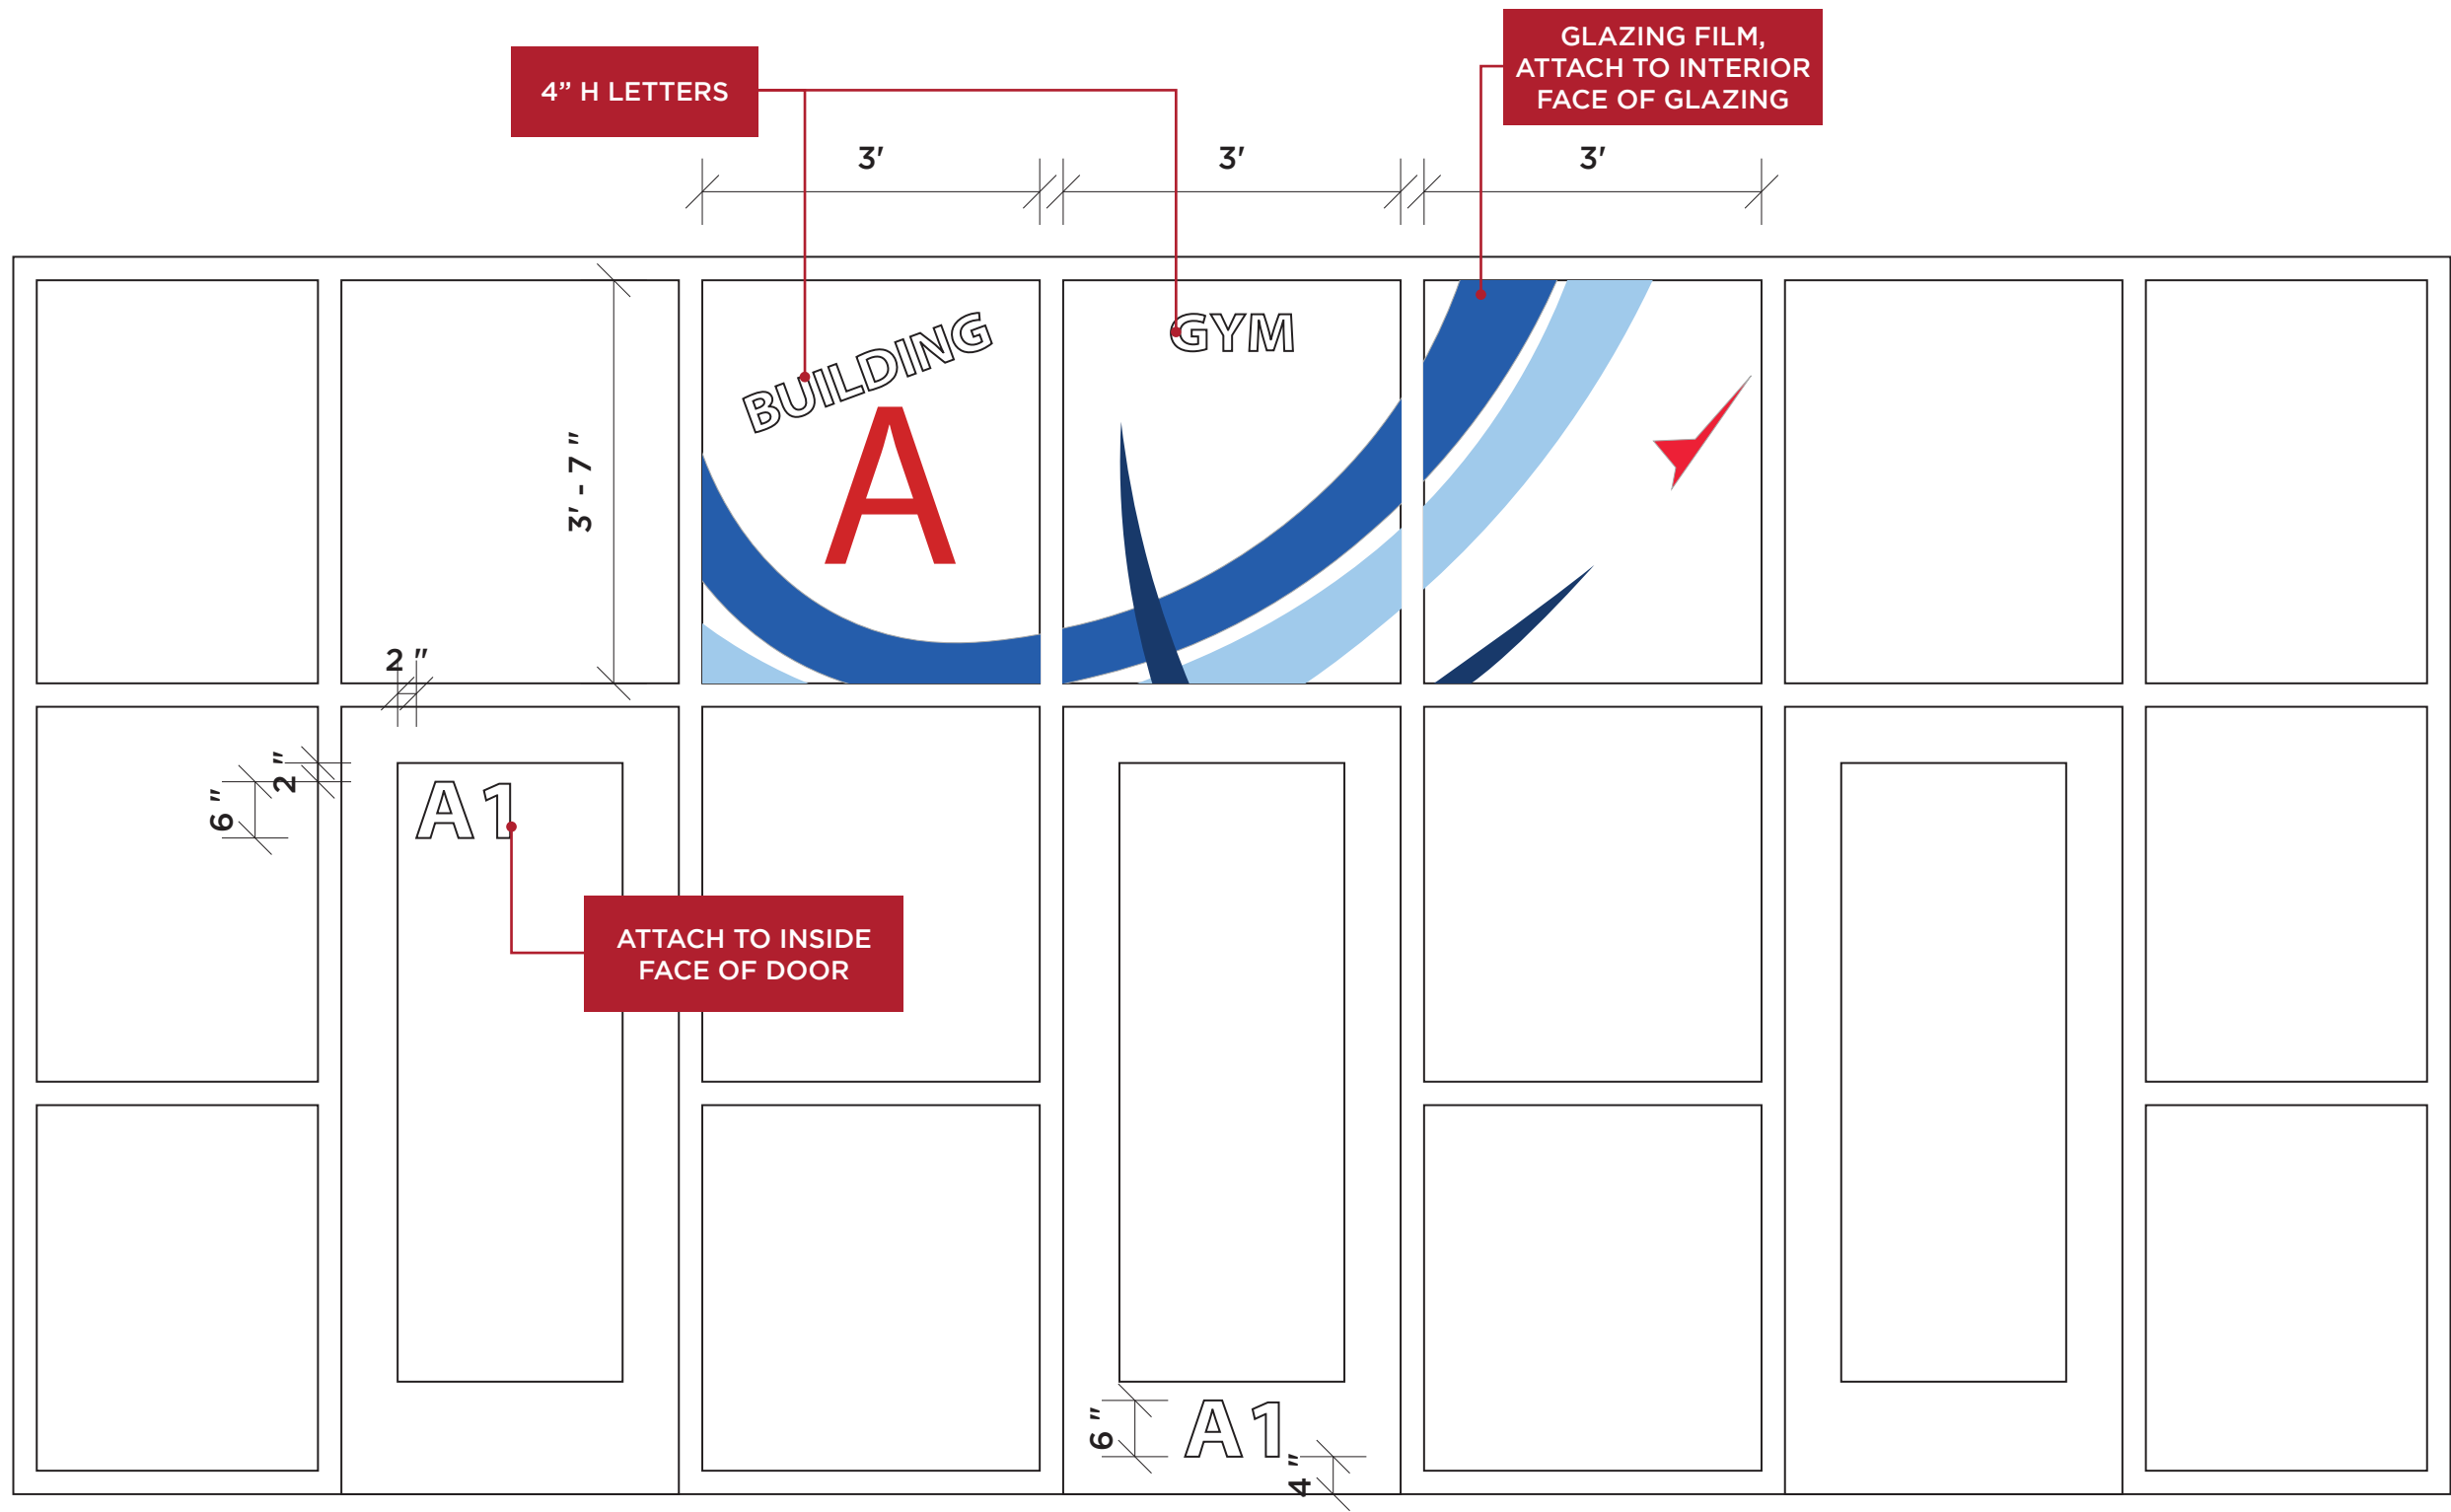 GLAZING FILM,
ATTACH TO INTERIOR
FACE OF GLAZING
4” H LETTERS
3'
3'
3'
BUILDING
A
GYM
3' - 7 "
2 "
2 "
6 "
A1
ATTACH TO INSIDE
FACE OF DOOR
6 "
A1
4 "